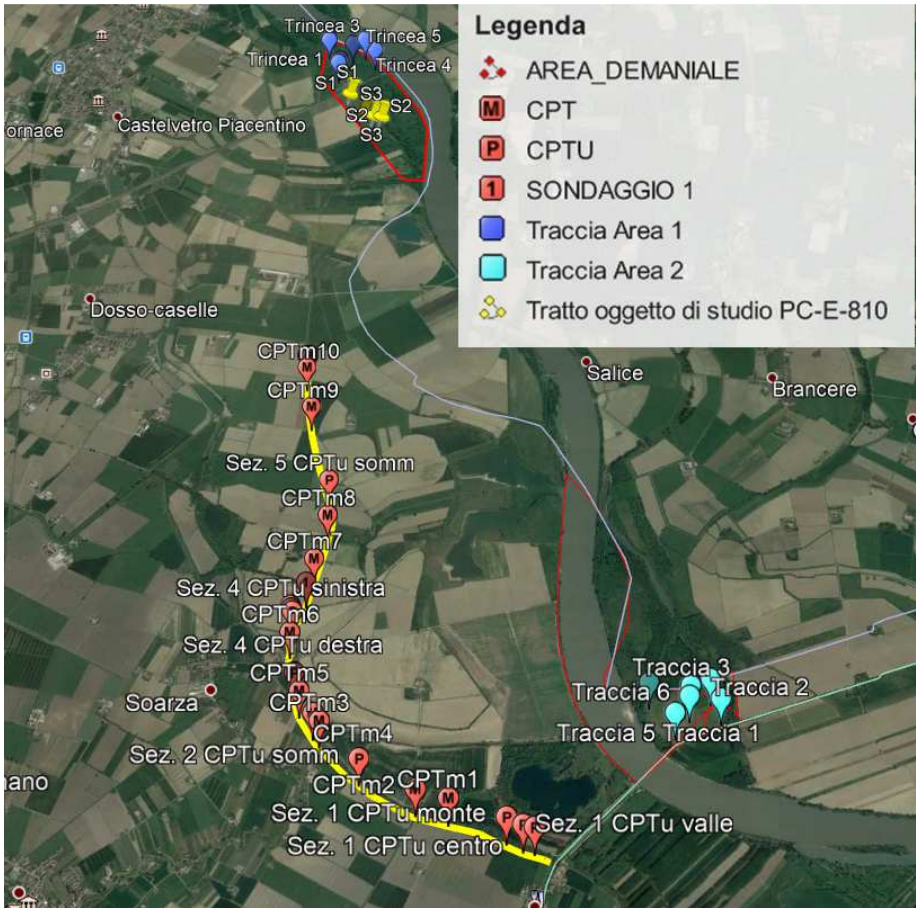 Legenda
AREA_DEMANIALE
M CPT
P CPTU
1 SONDAGGIO 1
Traccia Area 1
Traccia Area 2
Tratto oggetto di studio PC-E-810
Trincea 3
Trincea 5
Trincea 1
Trincea 4
S1
S1
S3
S2
S2
S3
ornace
Castelvetro Piacentino
Dosso-caselle
Salice
Brancere
CPTm10
M
CPTm9
M
Sez. 5 CPTu somm
P
CPTm8
M
CPTm7
M
Sez. 4 CPTu sinistra
CPTm6
M
Sez. 4 CPTu destra
CPTm5
M
Soarza
CPTm3
M
CPTm4
Sez. 2 CPTu somm
P
CPTm2
M
CPTm1
M
Sez. 1 CPTu monte
P
Sez. 1 CPTu valle
Sez. 1 CPTu centro
Traccia 3
Traccia 6
Traccia 2
Traccia 5
Traccia 1
nano